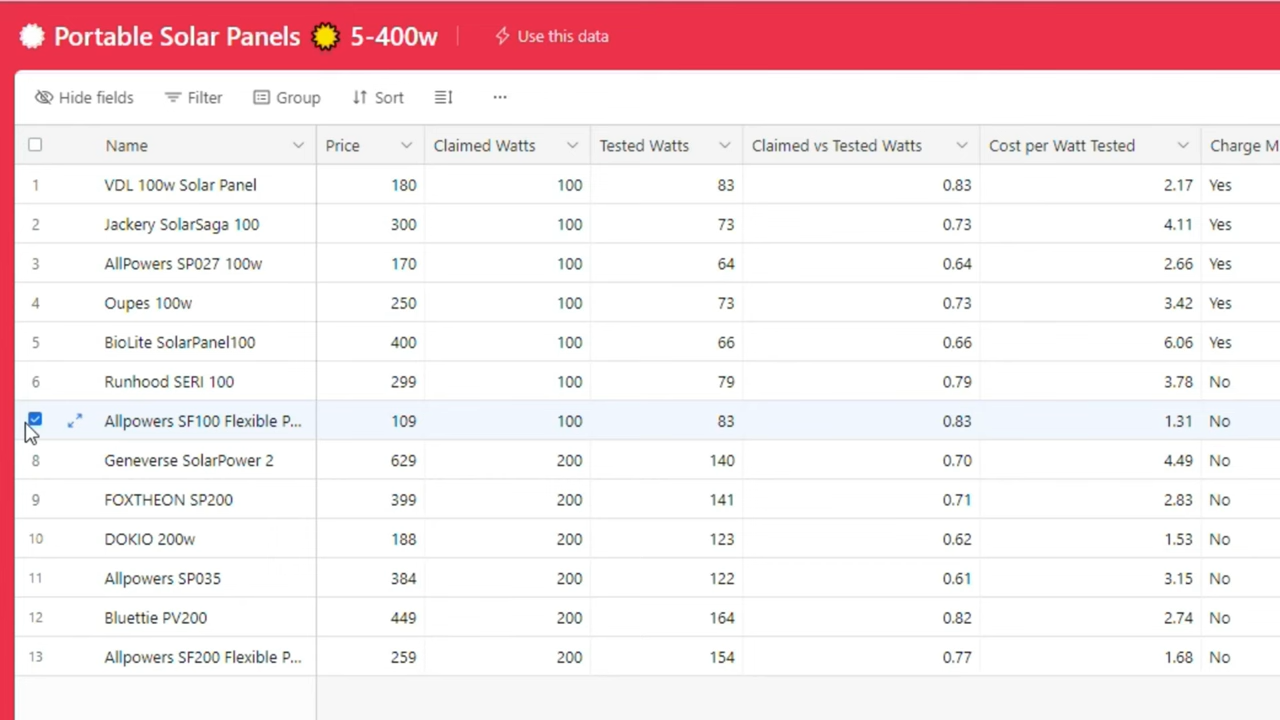 Portable Solar Panels 5-400w Use this data
Hide fields Filter Group Sort ...
Name Price Claimed Watts Tested Watts Claimed vs Tested Watts Cost per Watt Tested Charge M
1 VDL 100w Solar Panel 180 100 83 0.83 2.17 Yes
2 Jackery SolarSaga 100 300 100 73 0.73 4.11 Yes
3 AllPowers SP027 100w 170 100 64 0.64 2.66 Yes
4 Oupes 100w 250 100 73 0.73 3.42 Yes
5 BioLite SolarPanel100 400 100 66 0.66 6.06 Yes
6 Runhood SERI 100 299 100 79 0.79 3.78 No
Allpowers SF100 Flexible P... 109 100 83 0.83 1.31 No
8 Geneverse SolarPower 2 629 200 140 0.70 4.49 No
9 FOXTHEON SP200 399 200 141 0.71 2.83 No
10 DOKIO 200w 188 200 123 0.62 1.53 No
11 Allpowers SP035 384 200 122 0.61 3.15 No
12 Bluettie PV200 449 200 164 0.82 2.74 No
13 Allpowers SF200 Flexible P... 259 200 154 0.77 1.68 No